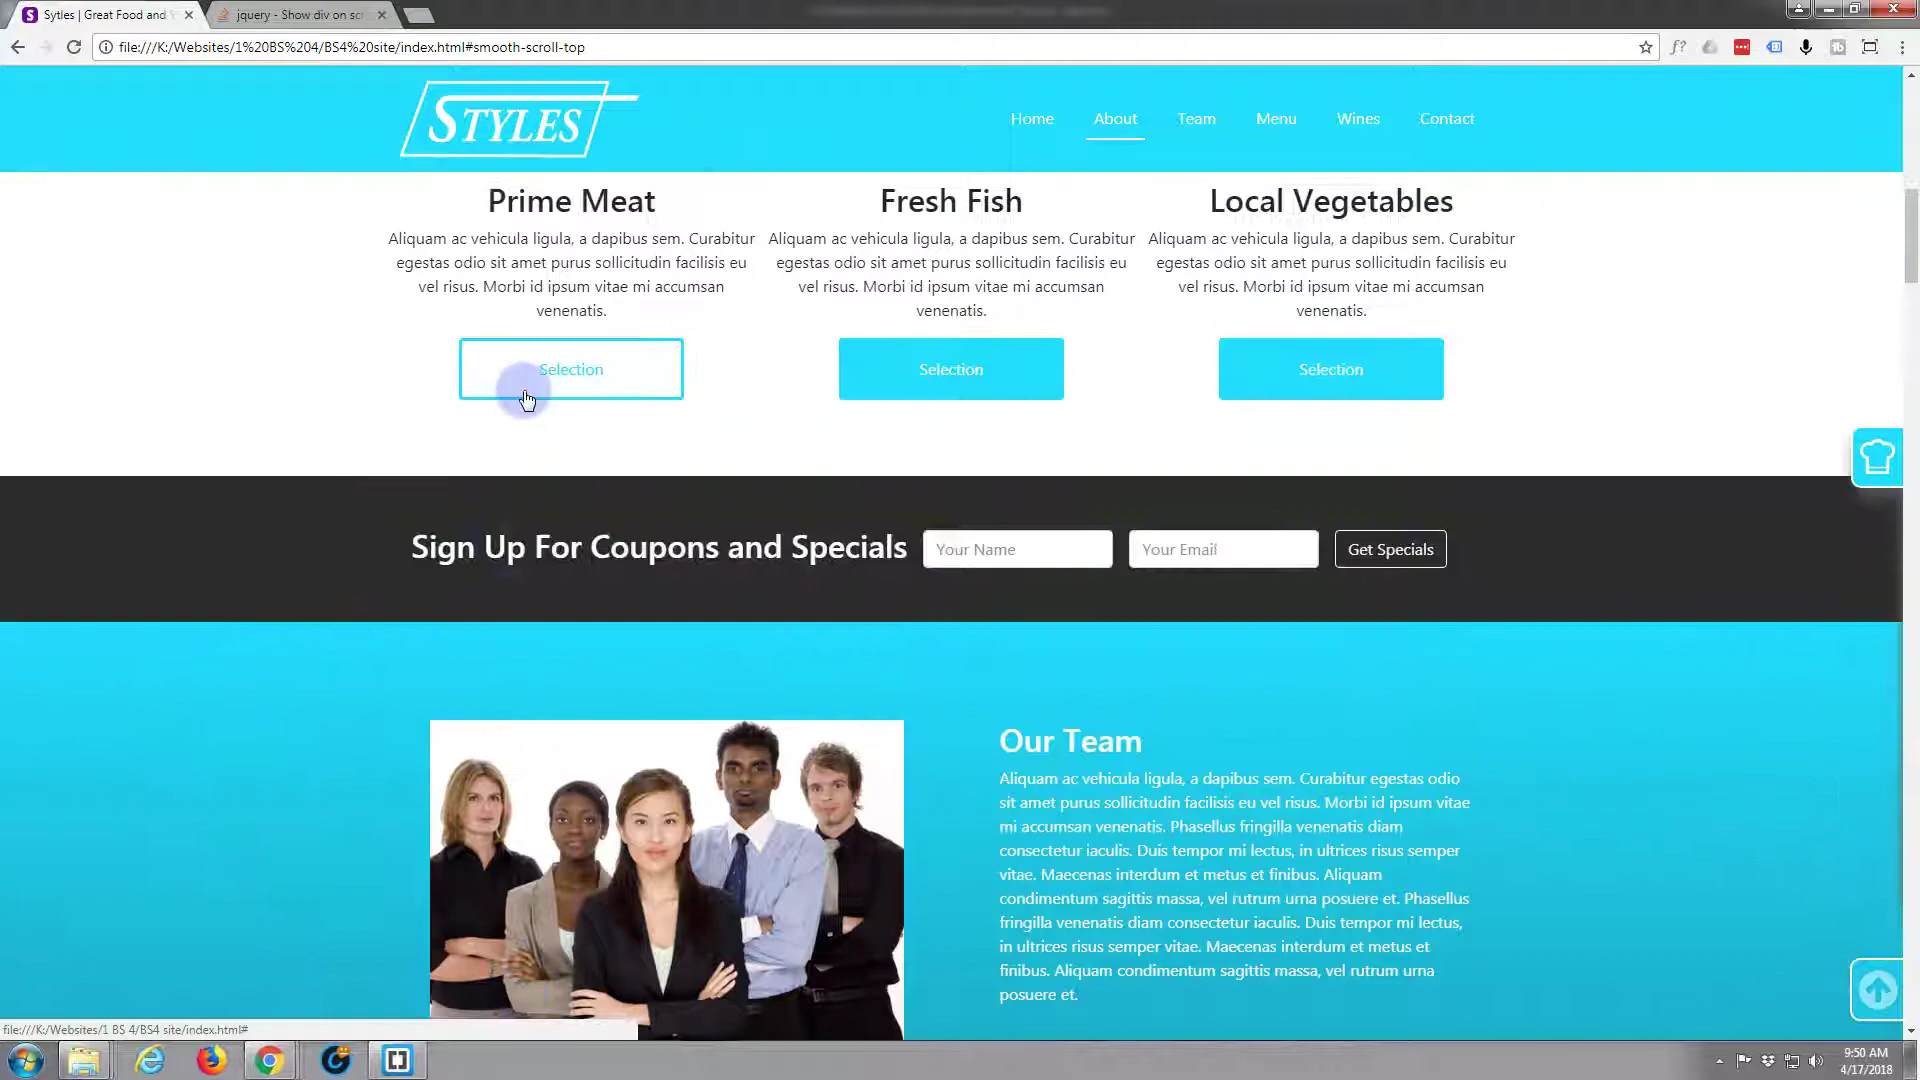 Sytles | Great Food and
jquery - Show div on scr
file:///K:/Websites/1%20BS%204/BS4%20site/index.html#smooth-scroll-top
f?
STYLES
Home About Team Menu Wines Contact
Prime Meat
Aliquam ac vehicula ligula, a dapibus sem. Curabitur
egestas odio sit amet purus sollicitudin facilisis eu
vel risus. Morbi id ipsum vitae mi accumsan
venenatis.
Selection
Fresh Fish
Aliquam ac vehicula ligula, a dapibus sem. Curabitur
egestas odio sit amet purus sollicitudin facilisis eu
vel risus. Morbi id ipsum vitae mi accumsan
venenatis.
Selection
Local Vegetables
Aliquam ac vehicula ligula, a dapibus sem. Curabitur
egestas odio sit amet purus sollicitudin facilisis eu
vel risus. Morbi id ipsum vitae mi accumsan
venenatis.
Selection
Sign Up For Coupons and Specials Your Name Your Email Get Specials
Our Team
Aliquam ac vehicula ligula, a dapibus sem. Curabitur egestas odio
sit amet purus sollicitudin facilisis eu vel risus. Morbi id ipsum vitae
mi accumsan venenatis. Phasellus fringilla venenatis diam
consectetur iaculis. Duis tempor mi lectus, in ultrices risus semper
vitae. Maecenas interdum et metus et finibus. Aliquam
condimentum sagittis massa, vel rutrum urna posuere et. Phasellus
fringilla venenatis diam consectetur iaculis. Duis tempor mi lectus,
in ultrices risus semper vitae. Maecenas interdum et metus et
finibus. Aliquam condimentum sagittis massa, vel rutrum urna
posuere et.
file:///K:/Websites/1 BS 4/BS4 site/index.html#
9:50 AM
4/17/2018